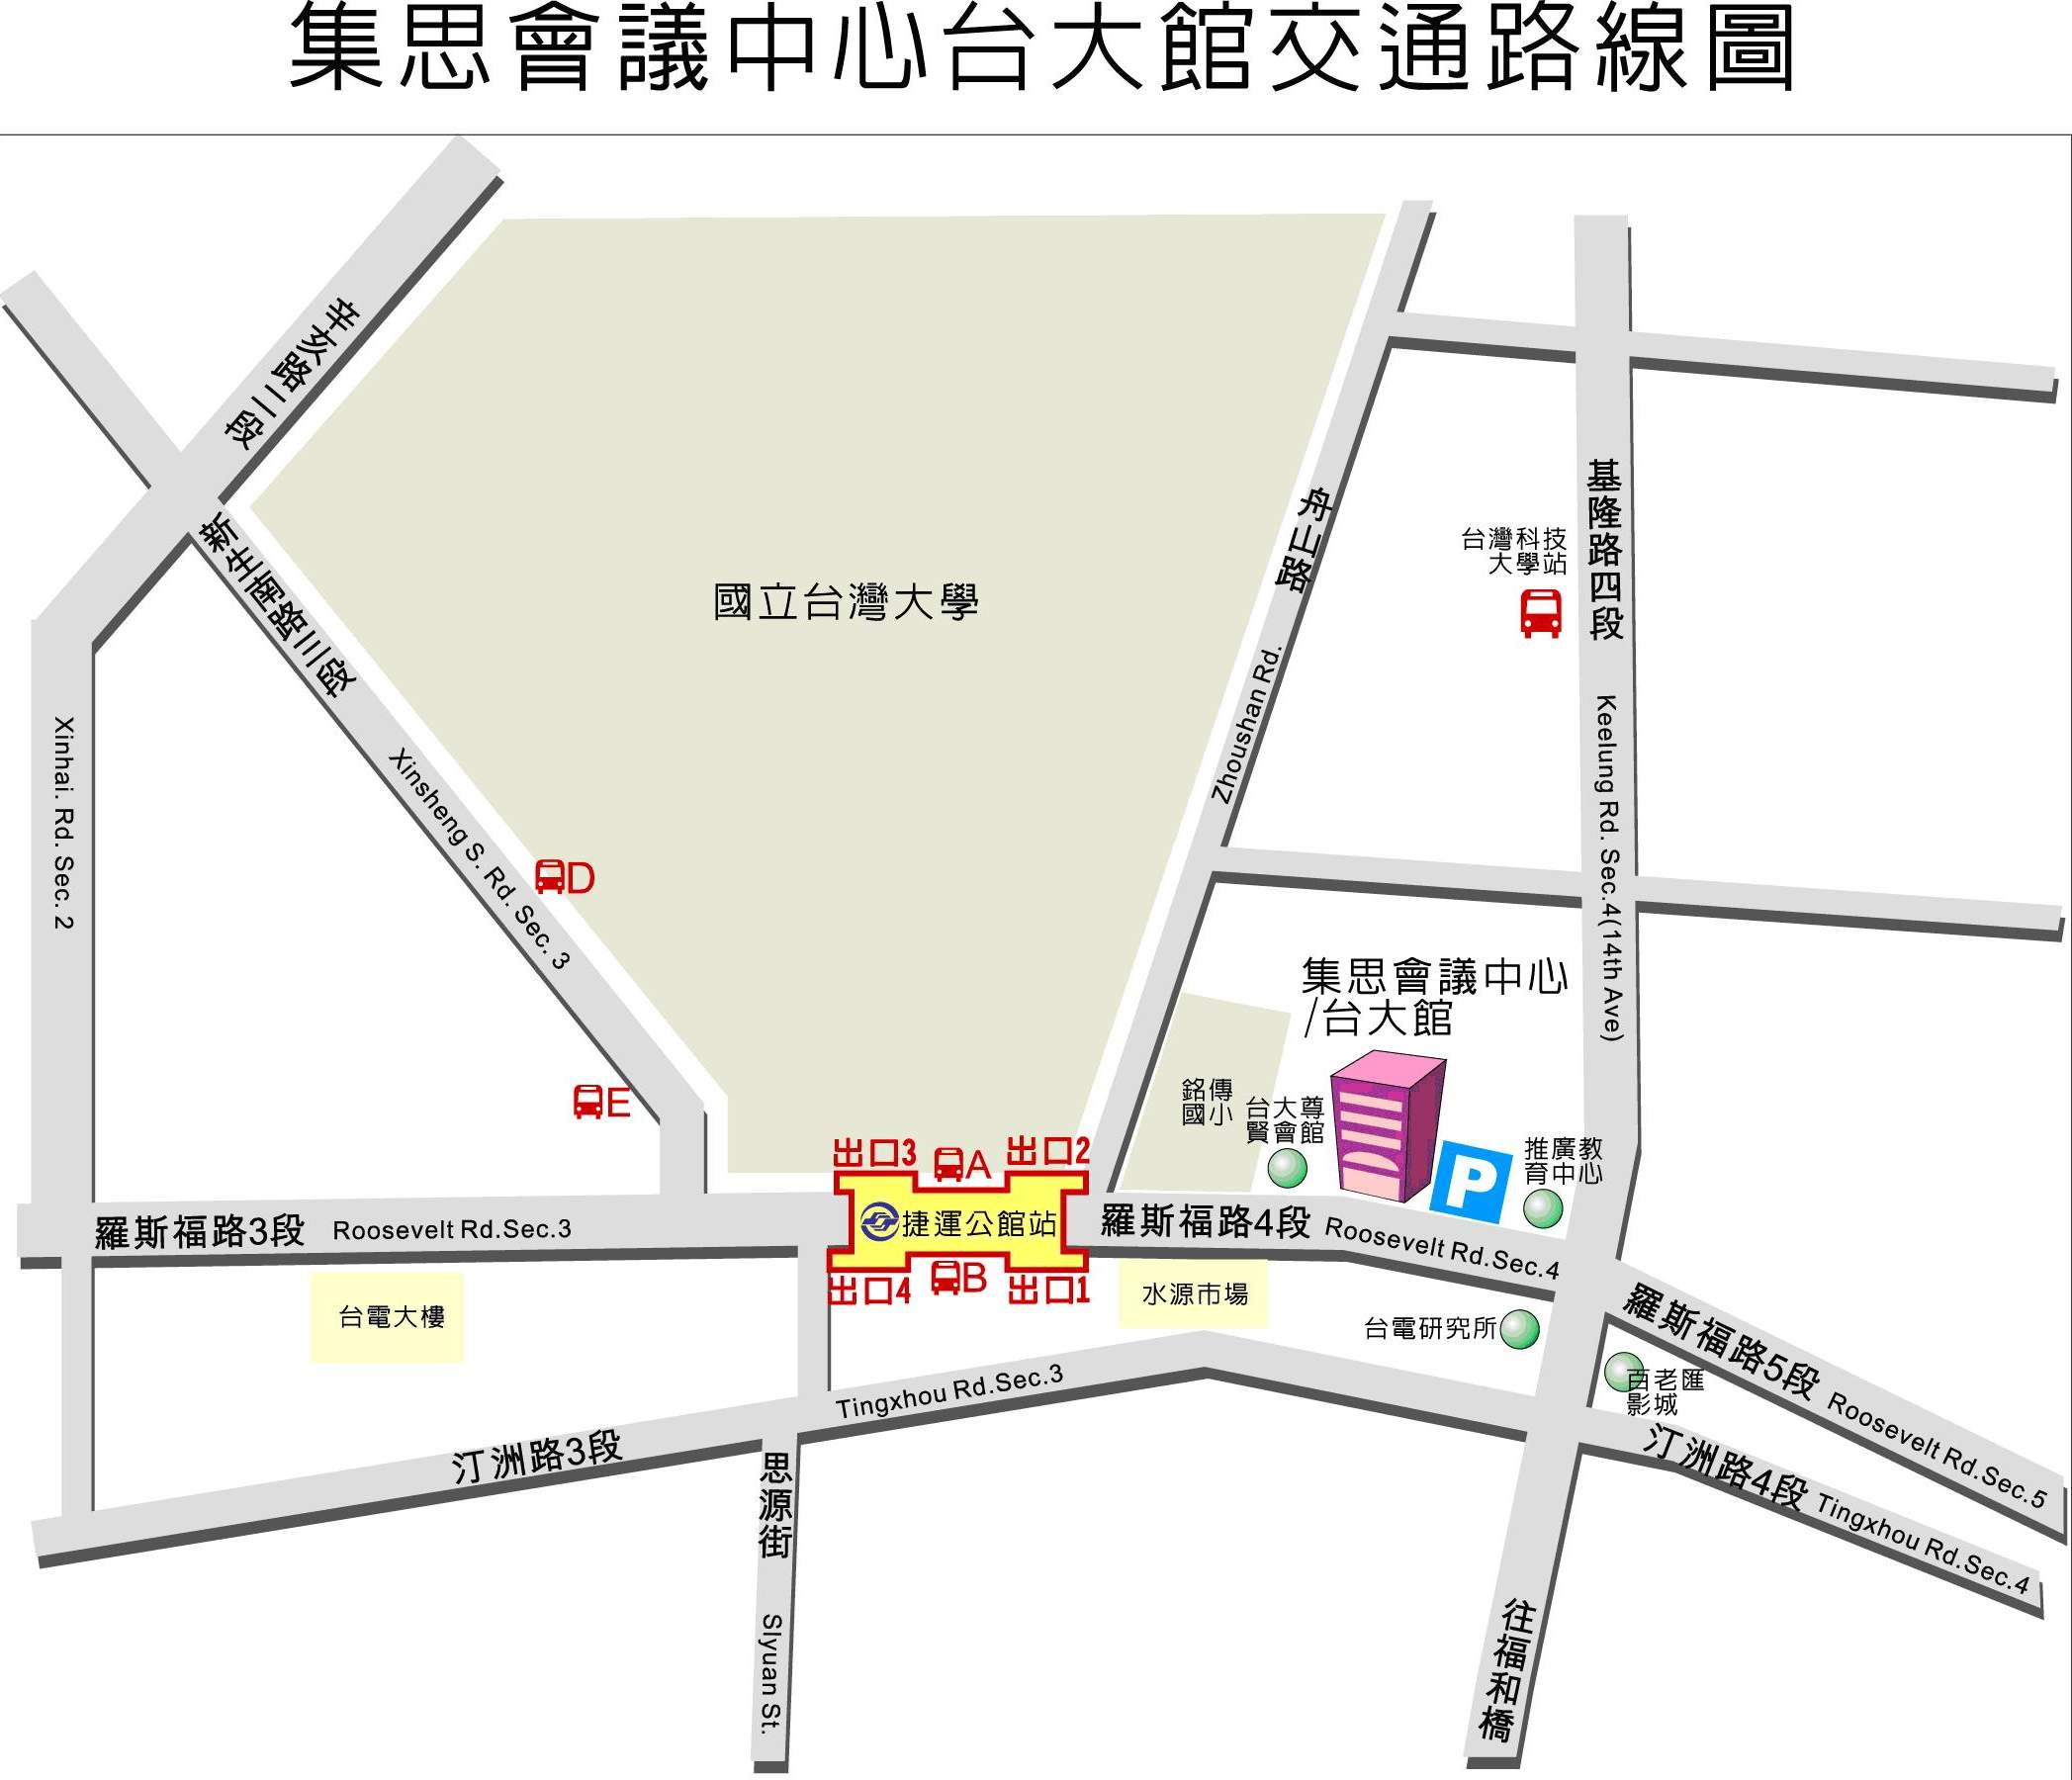 集思會議中心台大館交通路線圖
辛亥路二段
新生南路三段
Xinhai. Rd. Sec. 2
Xinsheng S. Rd. Sec. 3
國立台灣大學
舟山路
Zhoushan Rd.
台灣科技
大學站
基隆路四段
Keelung Rd. Sec.4(14th Ave)
D
E
集思會議中心
/台大館
銘傳
國小
台大尊
賢會館
P
推廣教
育中心
出口3
A
出口2
捷運公館站
出口4
B
出口1
羅斯福路3段 Roosevelt Rd.Sec.3
羅斯福路4段 Roosevelt Rd.Sec.4
台電大樓
水源市場
台電研究所
百老匯
影城
羅斯福路5段 Roosevelt Rd.Sec.5
汀洲路3段 Tingxhou Rd.Sec.3
汀洲路4段 Tingxhou Rd.Sec.4
思源街
SIyuan St.
往福和橋